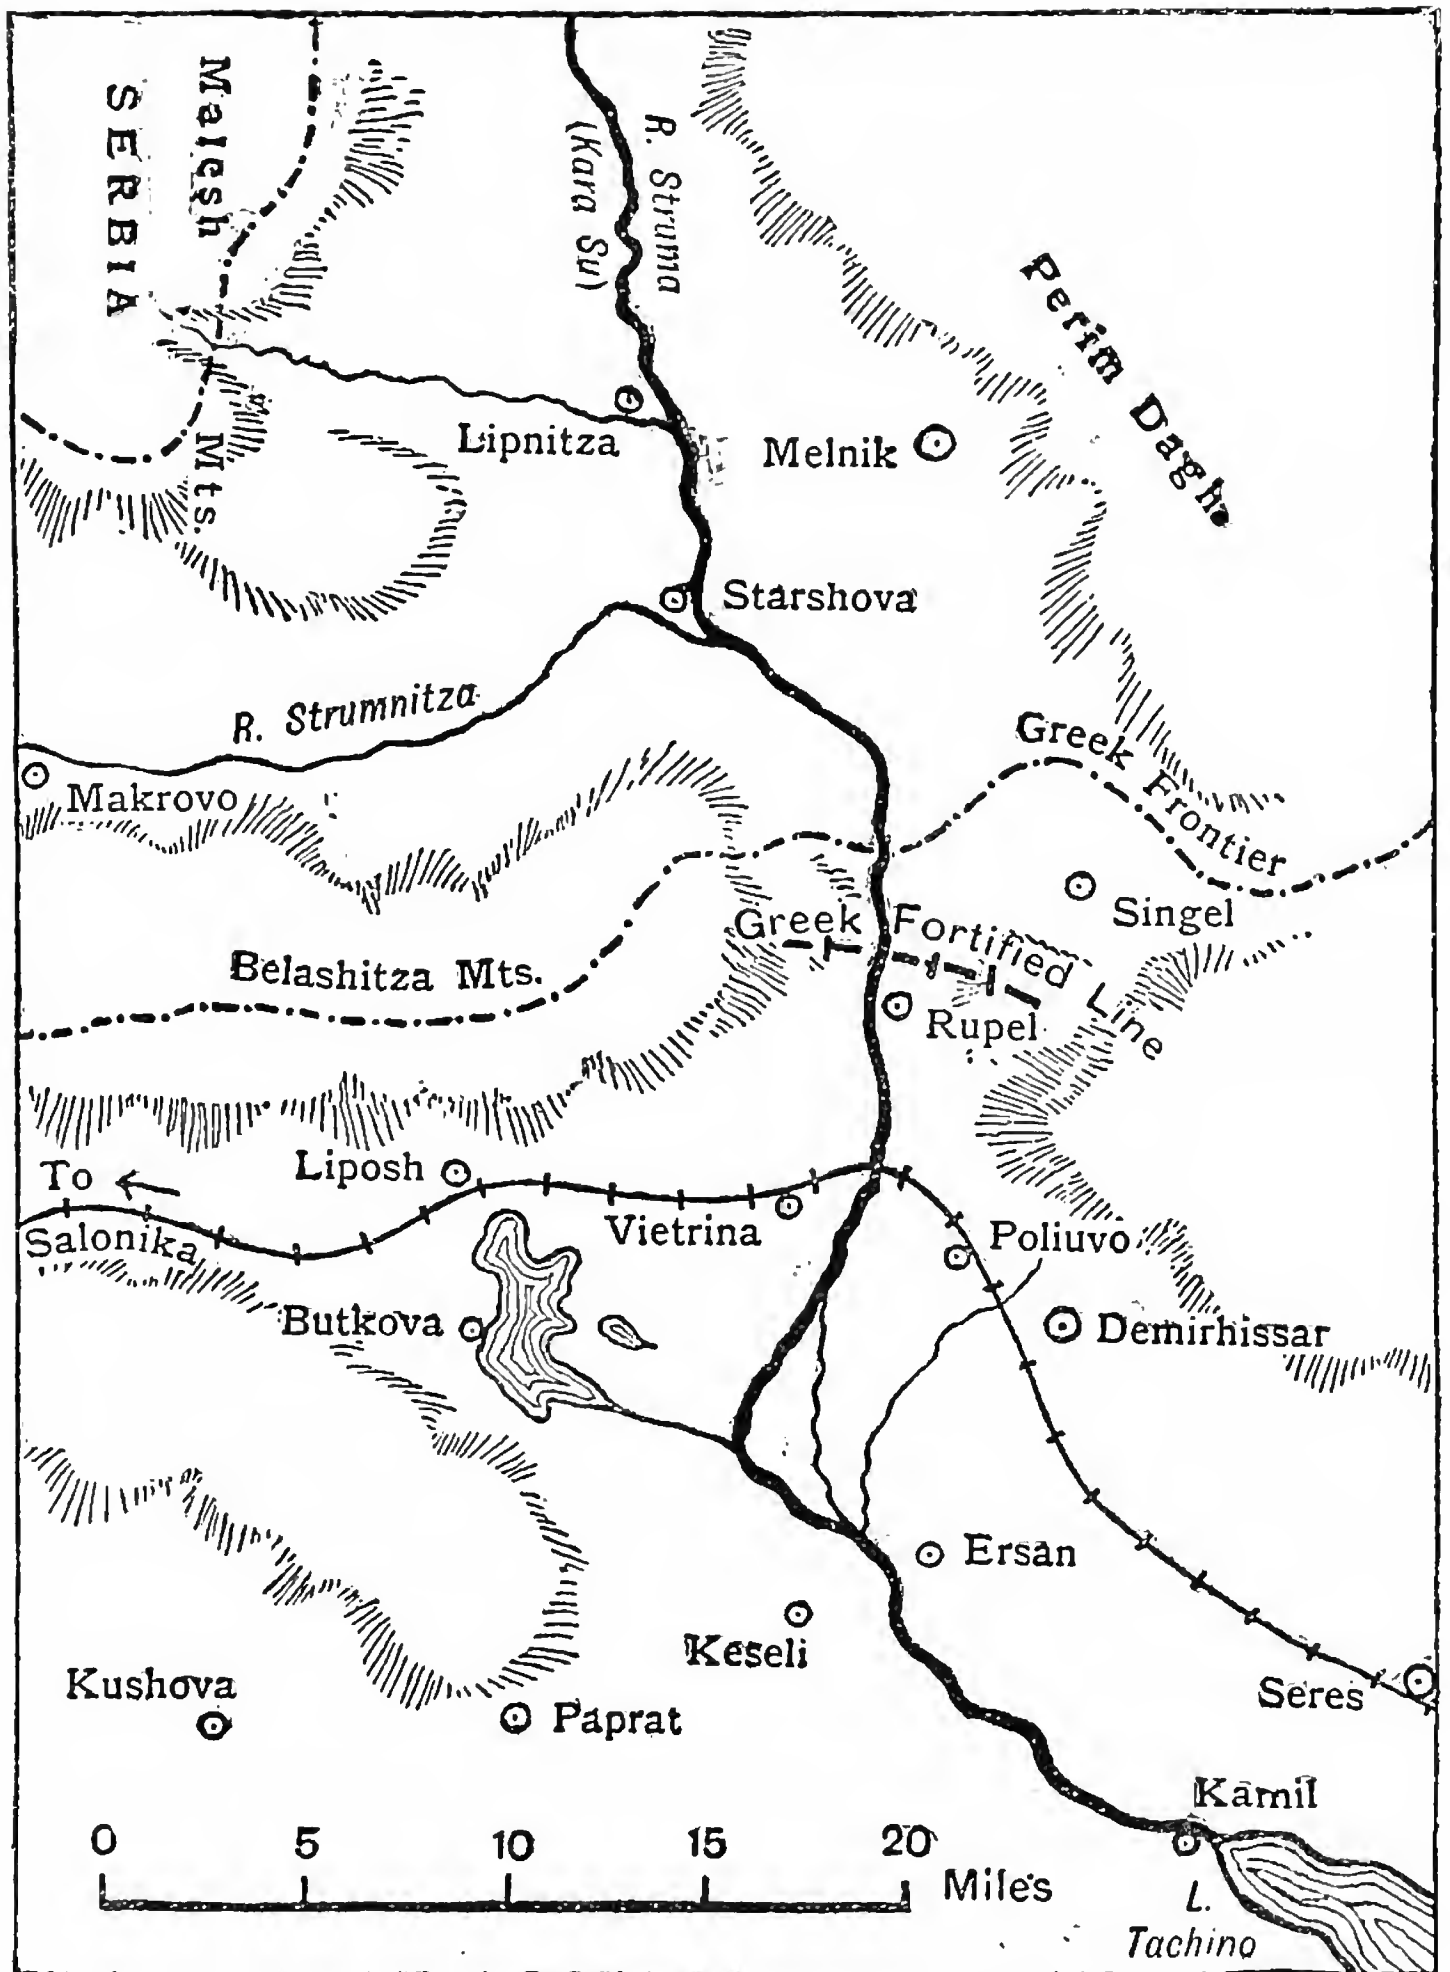 SERBIA
Malesh
Mts.
R. Struma
(Kara Su)
Perim Dagh
Lipnitza
Melnik
Starshova
R. Strumnitza
Makrovo
Greek Frontier
Singel
Greek Fortified Line
Belashitza Mts.
Rupel
To
Salonika
Liposh
Vietrina
Poliuvo
Butkova
Demirhissar
Ersan
Keseli
Kushova
Paprat
Seres
Kamil
0 5 10 15 20
Miles
L.
Tachino